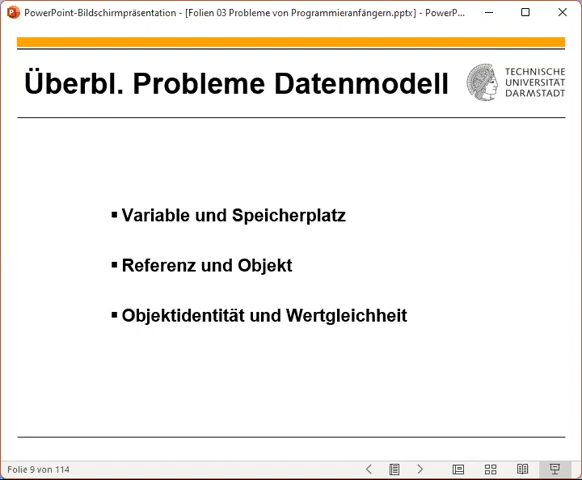 PowerPoint-Bildschirmpräsentation - [Folien 03 Probleme von Programmieranfängern.pptx] - PowerP...
Überbl. Probleme Datenmodell
TECHNISCHE
UNIVERSITÄT
DARMSTADT
▪ Variable und Speicherplatz
▪ Referenz und Objekt
▪ Objektidentität und Wertgleichheit
Folie 9 von 114